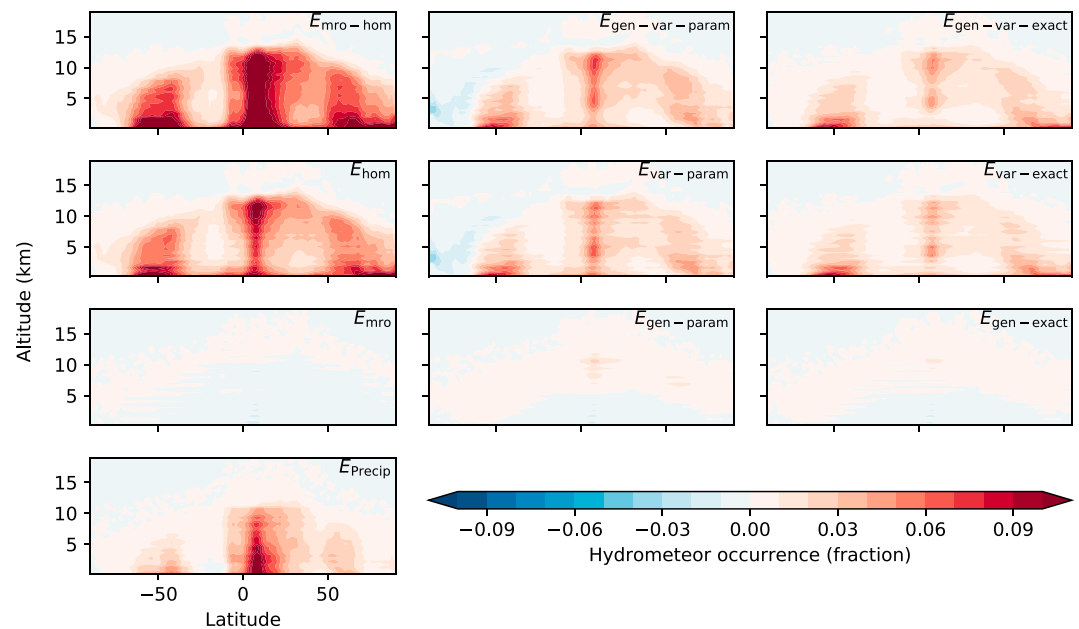 E_mro−hom
E_gen−var−param
E_gen−var−exact
15
10
5
E_hom
E_var−param
E_var−exact
15
10
5
Altitude (km)
E_mro
E_gen−param
E_gen−exact
15
10
5
E_Precip
15
10
5
−50 0 50
Latitude
−0.09 −0.06 −0.03 0.00 0.03 0.06 0.09
Hydrometeor occurrence (fraction)